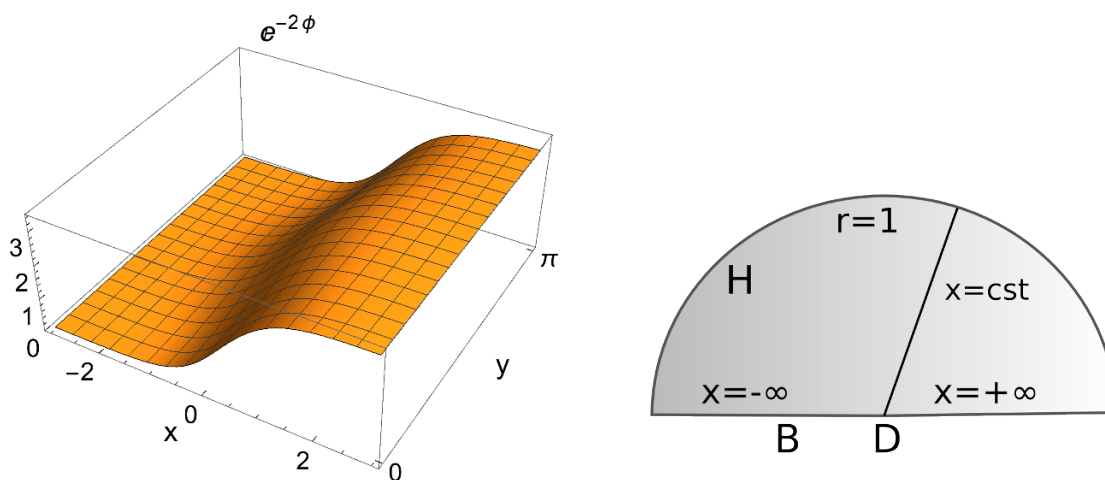 e^{-2ϕ}
3
2
1
0
−2
0
2
x
0
π
y
r=1
H
x=cst
x=-∞
x=+∞
B
D